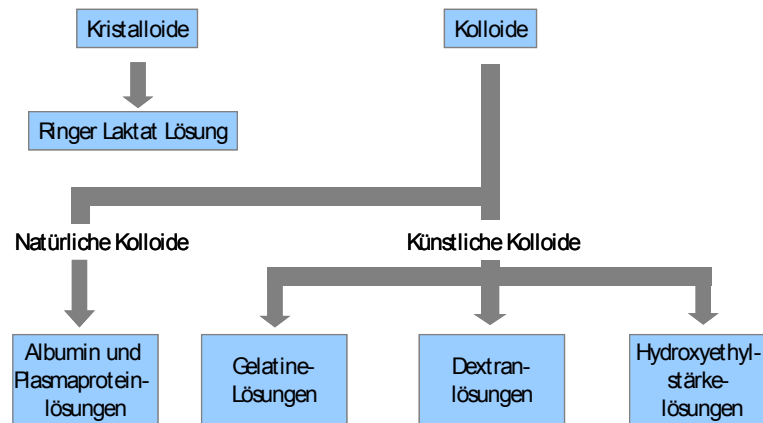 Kristalloide
Kolloide
Ringer Laktat Lösung
Natürliche Kolloide
Künstliche Kolloide
Albumin und
Plasmaprotein-
lösungen
Gelatine-
Lösungen
Dextran-
lösungen
Hydroxyethyl-
stärke-
lösungen